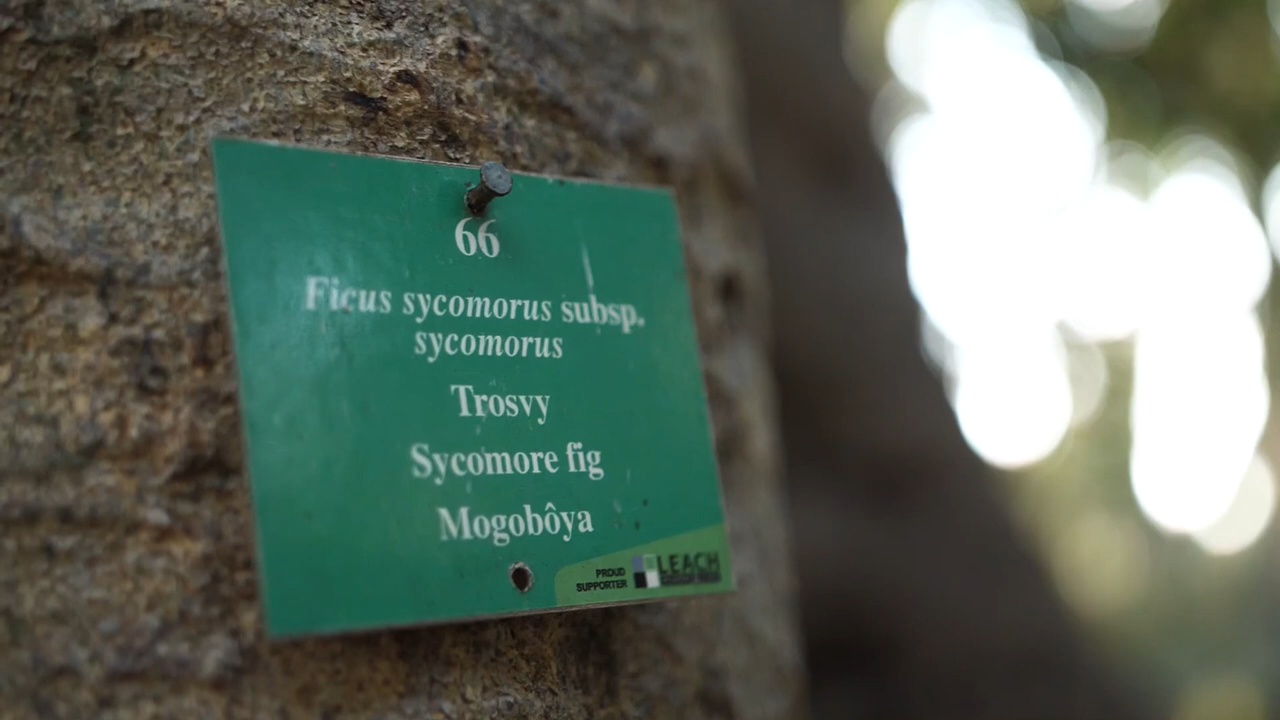 66
Ficus sycomorus subsp.
sycomorus
Trosvy
Sycomore fig
Mogobôya
PROUD
SUPPORTER
LEACH